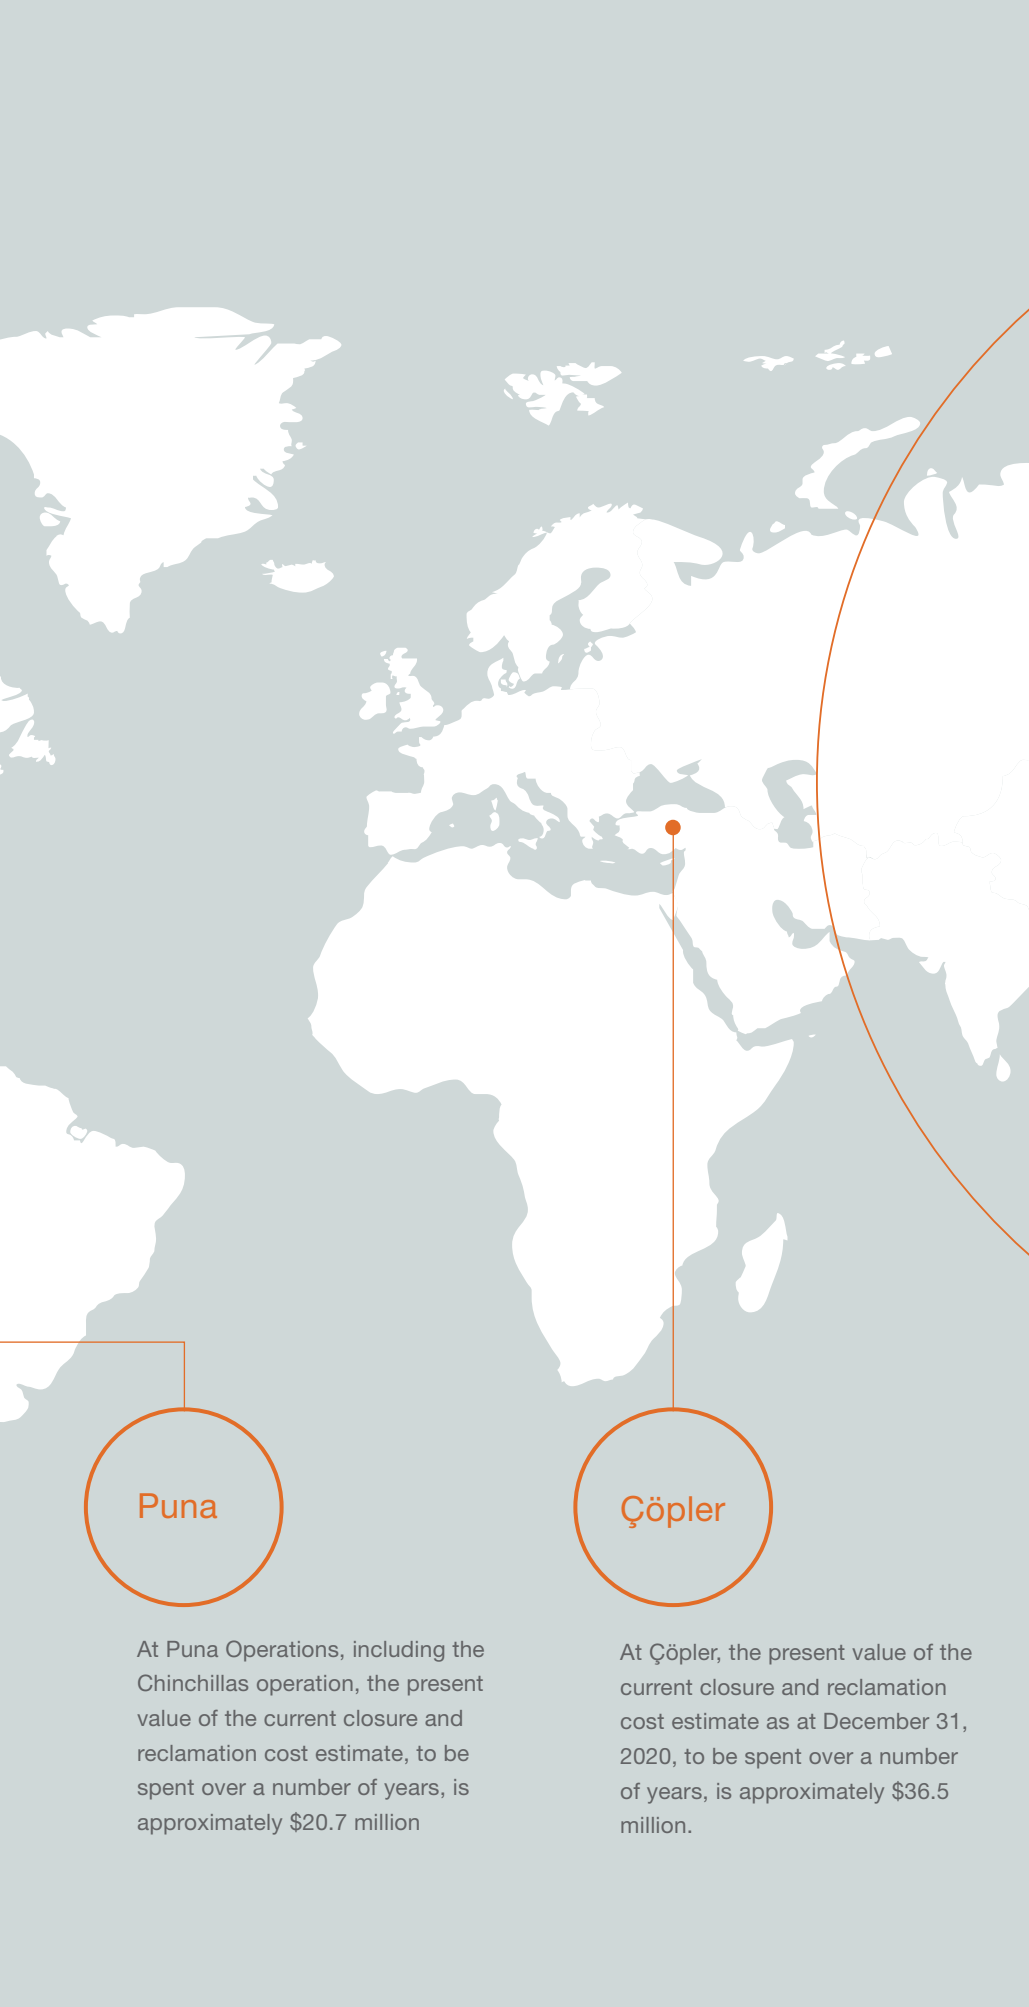 Puna
At Puna Operations, including the
Chinchillas operation, the present
value of the current closure and
reclamation cost estimate, to be
spent over a number of years, is
approximately $20.7 million
Çöpler
At Çöpler, the present value of the
current closure and reclamation
cost estimate as at December 31,
2020, to be spent over a number
of years, is approximately $36.5
million.